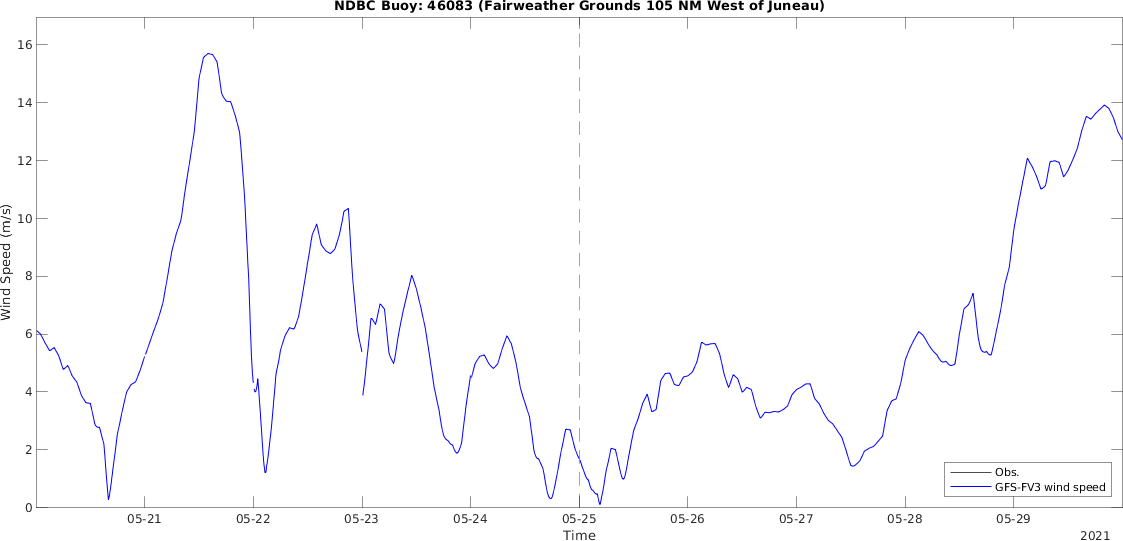 NDBC Buoy: 46083 (Fairweather Grounds 105 NM West of Juneau)
Wind Speed (m/s)
16
14
12
10
8
6
4
2
0
Obs.
GFS-FV3 wind speed
05-21 05-22 05-23 05-24 05-25 05-26 05-27 05-28 05-29
Time
2021